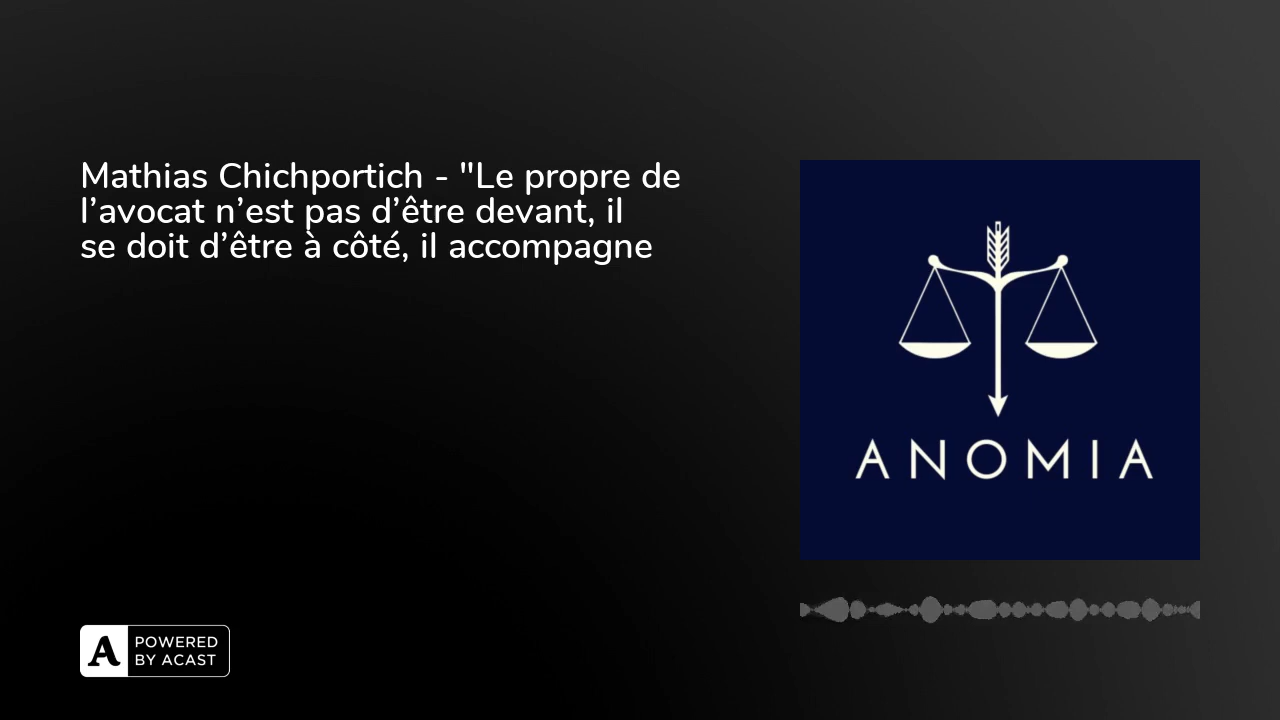 Mathias Chichportich - "Le propre de
l’avocat n’est pas d’être devant, il
se doit d’être à côté, il accompagne
ANOMIA
A POWERED
BY ACAST